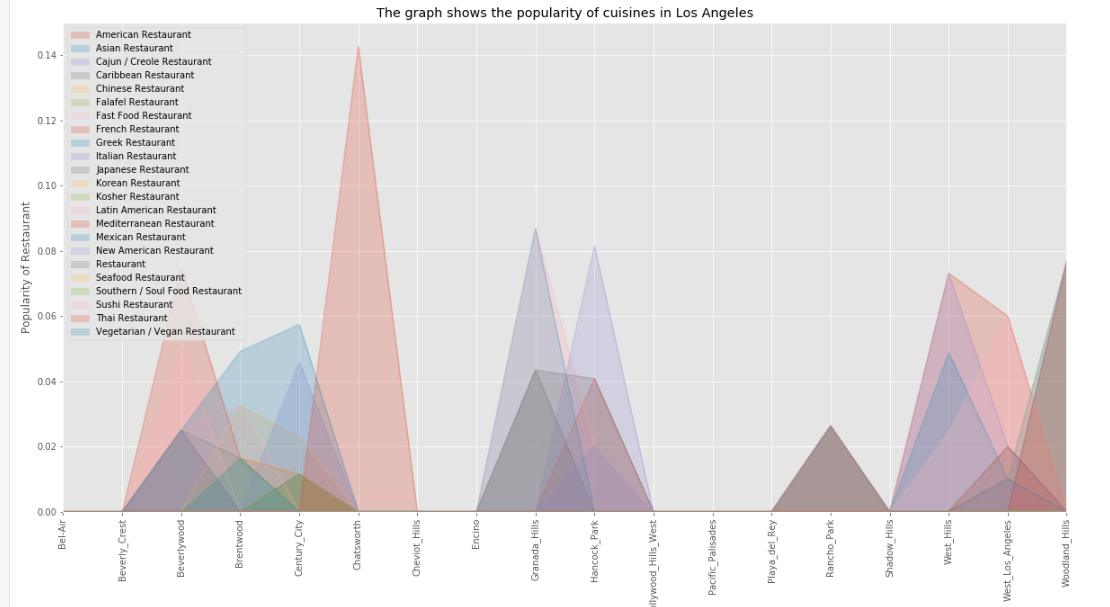 The graph shows the popularity of cuisines in Los Angeles
American Restaurant
Asian Restaurant
Cajun / Creole Restaurant
Caribbean Restaurant
Chinese Restaurant
Falafel Restaurant
Fast Food Restaurant
French Restaurant
Greek Restaurant
Italian Restaurant
Japanese Restaurant
Korean Restaurant
Kosher Restaurant
Latin American Restaurant
Mediterranean Restaurant
Mexican Restaurant
New American Restaurant
Restaurant
Seafood Restaurant
Southern / Soul Food Restaurant
Sushi Restaurant
Thai Restaurant
Vegetarian / Vegan Restaurant
Popularity of Restaurant
0.14
0.12
0.10
0.08
0.06
0.04
0.02
0.00
Bel-Air
Beverly_Crest
Beverlywood
Brentwood
Century_City
Chatsworth
Cheviot_Hills
Encino
Granada_Hills
Hancock_Park
ollywood_Hills_West
Pacific_Palisades
Playa_del_Rey
Rancho_Park
Shadow_Hills
West_Hills
West_Los_Angeles
Woodland_Hills